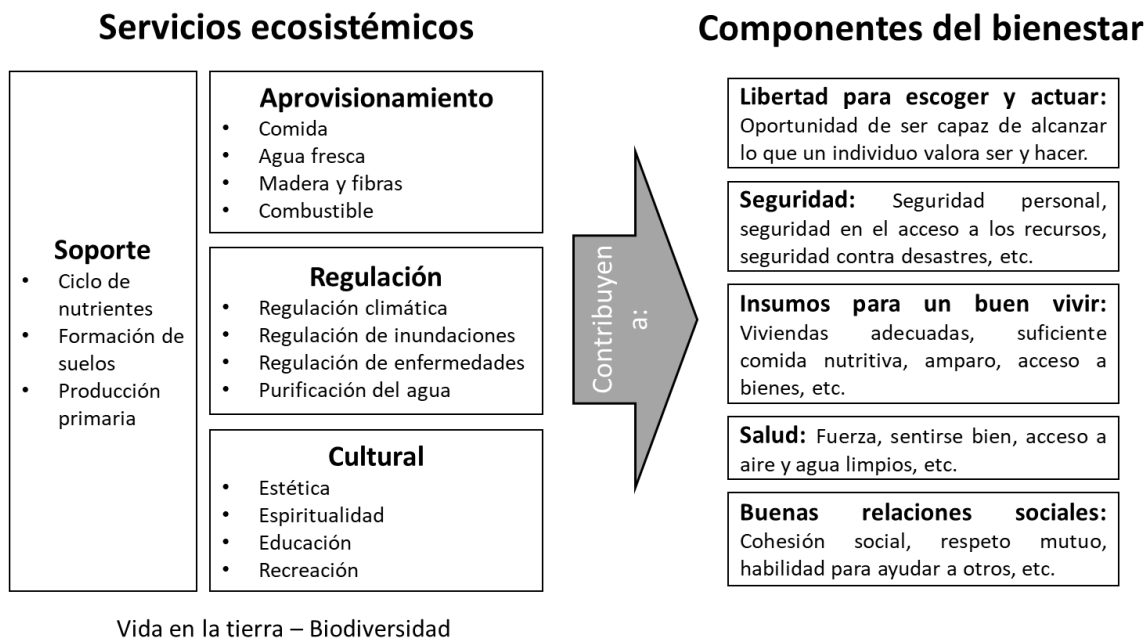 Servicios ecosistémicos
Soporte
• Ciclo de
nutrientes
• Formación de
suelos
• Producción
primaria
Aprovisionamiento
• Comida
• Agua fresca
• Madera y fibras
• Combustible
Regulación
• Regulación climática
• Regulación de inundaciones
• Regulación de enfermedades
• Purificación del agua
Cultural
• Estética
• Espiritualidad
• Educación
• Recreación
Vida en la tierra – Biodiversidad
Contribuyen
a:
Componentes del bienestar
Libertad para escoger y actuar:
Oportunidad de ser capaz de alcanzar
lo que un individuo valora ser y hacer.
Seguridad: Seguridad personal,
seguridad en el acceso a los recursos,
seguridad contra desastres, etc.
Insumos para un buen vivir:
Viviendas adecuadas, suficiente
comida nutritiva, amparo, acceso a
bienes, etc.
Salud: Fuerza, sentirse bien, acceso a
aire y agua limpios, etc.
Buenas relaciones sociales:
Cohesión social, respeto mutuo,
habilidad para ayudar a otros, etc.